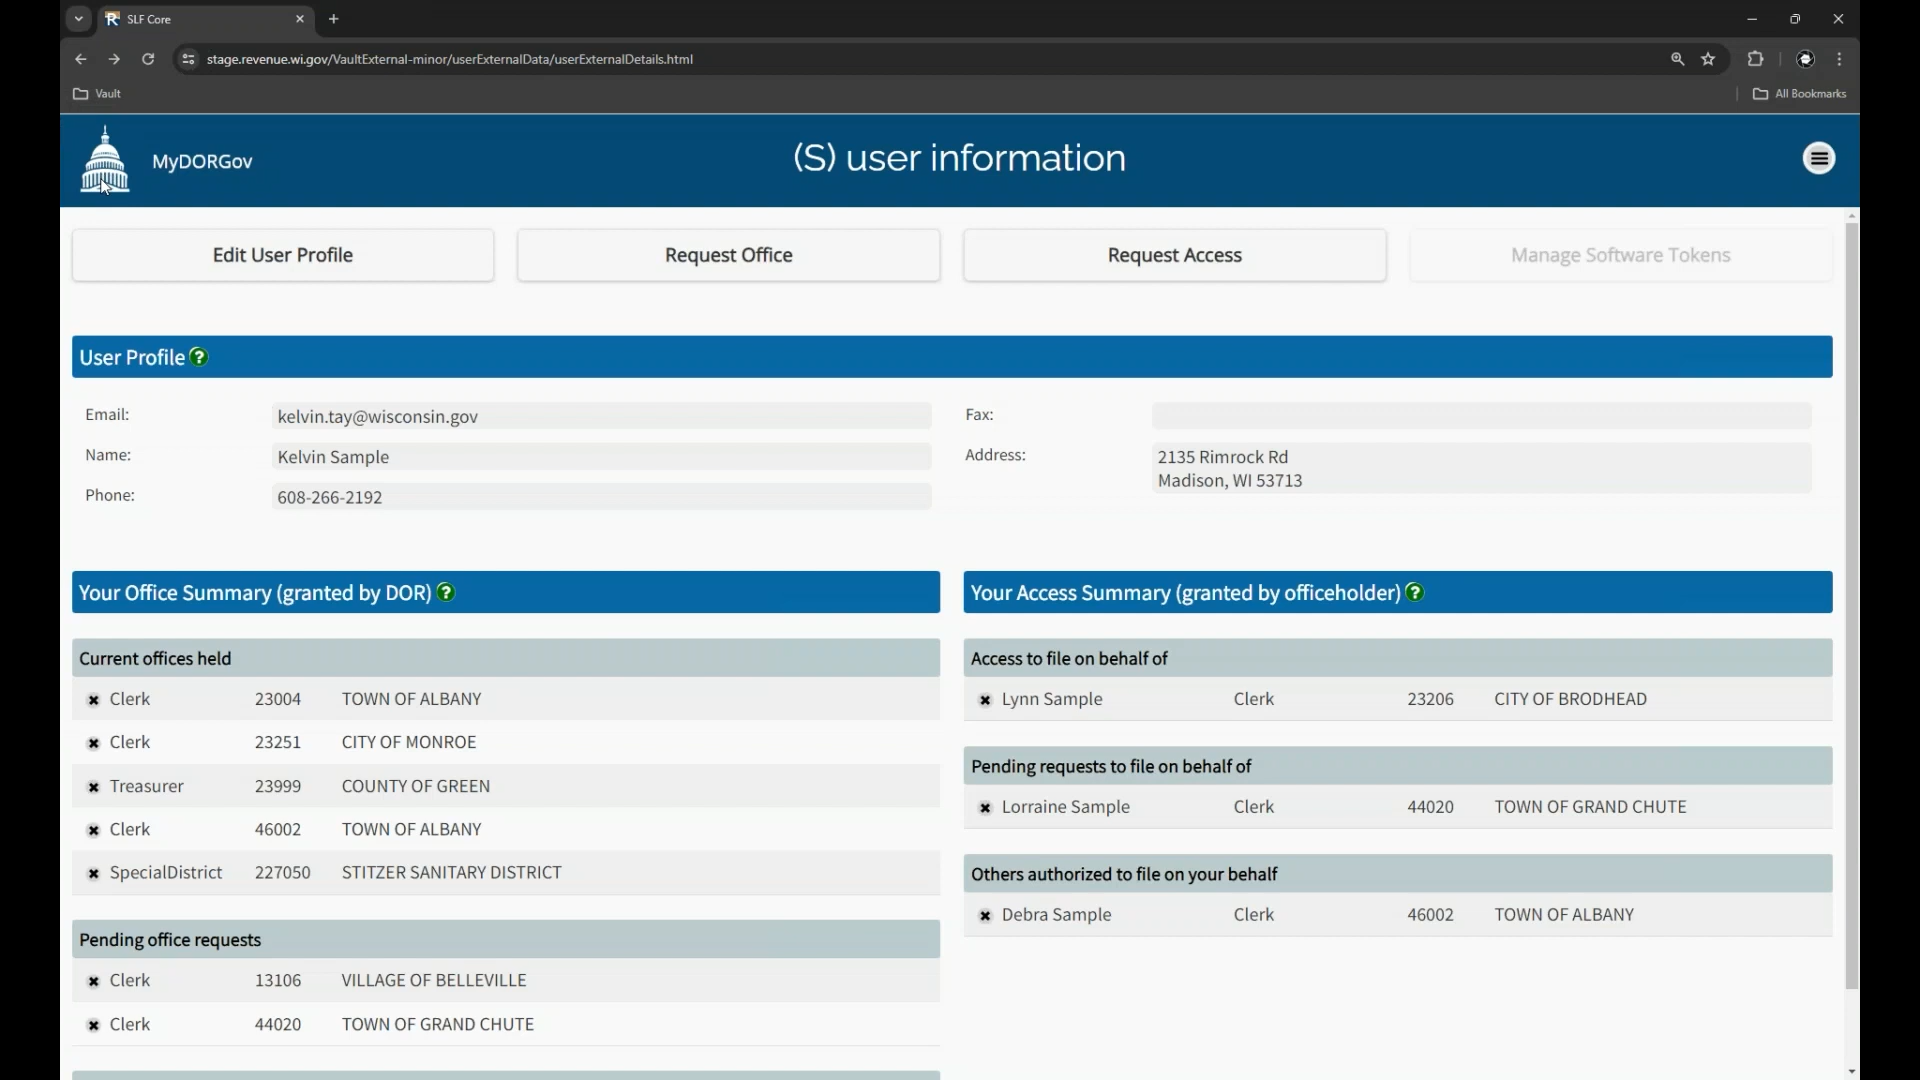 SLF Core
stage.revenue.wi.gov/VaultExternal-minor/userExternalData/userExternalDetails.html
Vault
All Bookmarks
MyDORGov
(S) user information
Edit User Profile
Request Office
Request Access
Manage Software Tokens
User Profile ?
Email:
kelvin.tay@wisconsin.gov
Name:
Kelvin Sample
Phone:
608-266-2192
Fax:
Address:
2135 Rimrock Rd
Madison, WI 53713
Your Office Summary (granted by DOR) ?
Current offices held
Clerk 23004 TOWN OF ALBANY
Clerk 23251 CITY OF MONROE
Treasurer 23999 COUNTY OF GREEN
Clerk 46002 TOWN OF ALBANY
SpecialDistrict 227050 STITZER SANITARY DISTRICT
Pending office requests
Clerk 13106 VILLAGE OF BELLEVILLE
Clerk 44020 TOWN OF GRAND CHUTE
Your Access Summary (granted by officeholder) ?
Access to file on behalf of
Lynn Sample Clerk 23206 CITY OF BRODHEAD
Pending requests to file on behalf of
Lorraine Sample Clerk 44020 TOWN OF GRAND CHUTE
Others authorized to file on your behalf
Debra Sample Clerk 46002 TOWN OF ALBANY